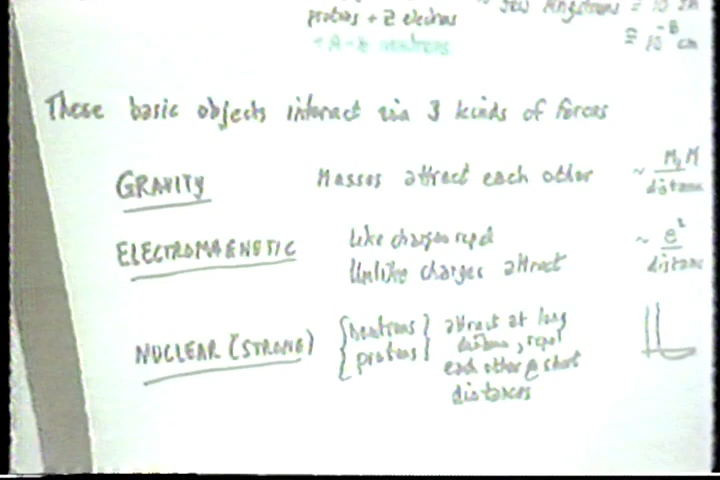 protons + Z electrons
~ few Angstroms = 10 cm
≅ 10⁻⁸ cm
These basic objects interact via 3 kinds of forces
GRAVITY Masses attract each other ~ M
distance
ELECTROMAGNETIC Like charges repel ~ e²
Unlike charges attract distance
NUCLEAR (STRONG) {neutrons} attract at long
{protons} distance, repel
each other @ short
distances